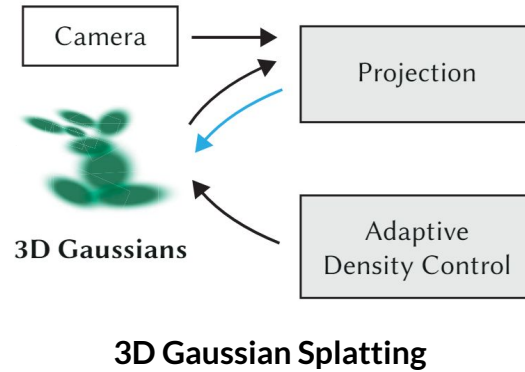 Camera
Projection
3D Gaussians
Adaptive
Density Control
3D Gaussian Splatting